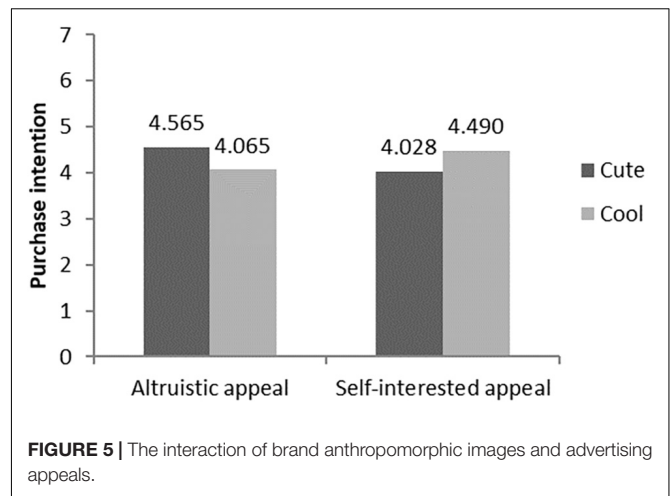 7
6
5
4
3
2
1
0
Purchase intention
4.565
4.065
4.028
4.490
Cute
Cool
Altruistic appeal
Self-interested appeal
FIGURE 5 | The interaction of brand anthropomorphic images and advertising
appeals.